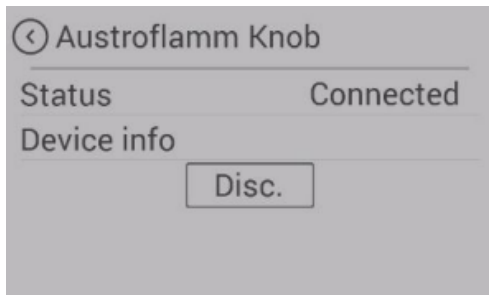 Austroflamm Knob
Status Connected
Device info
Disc.